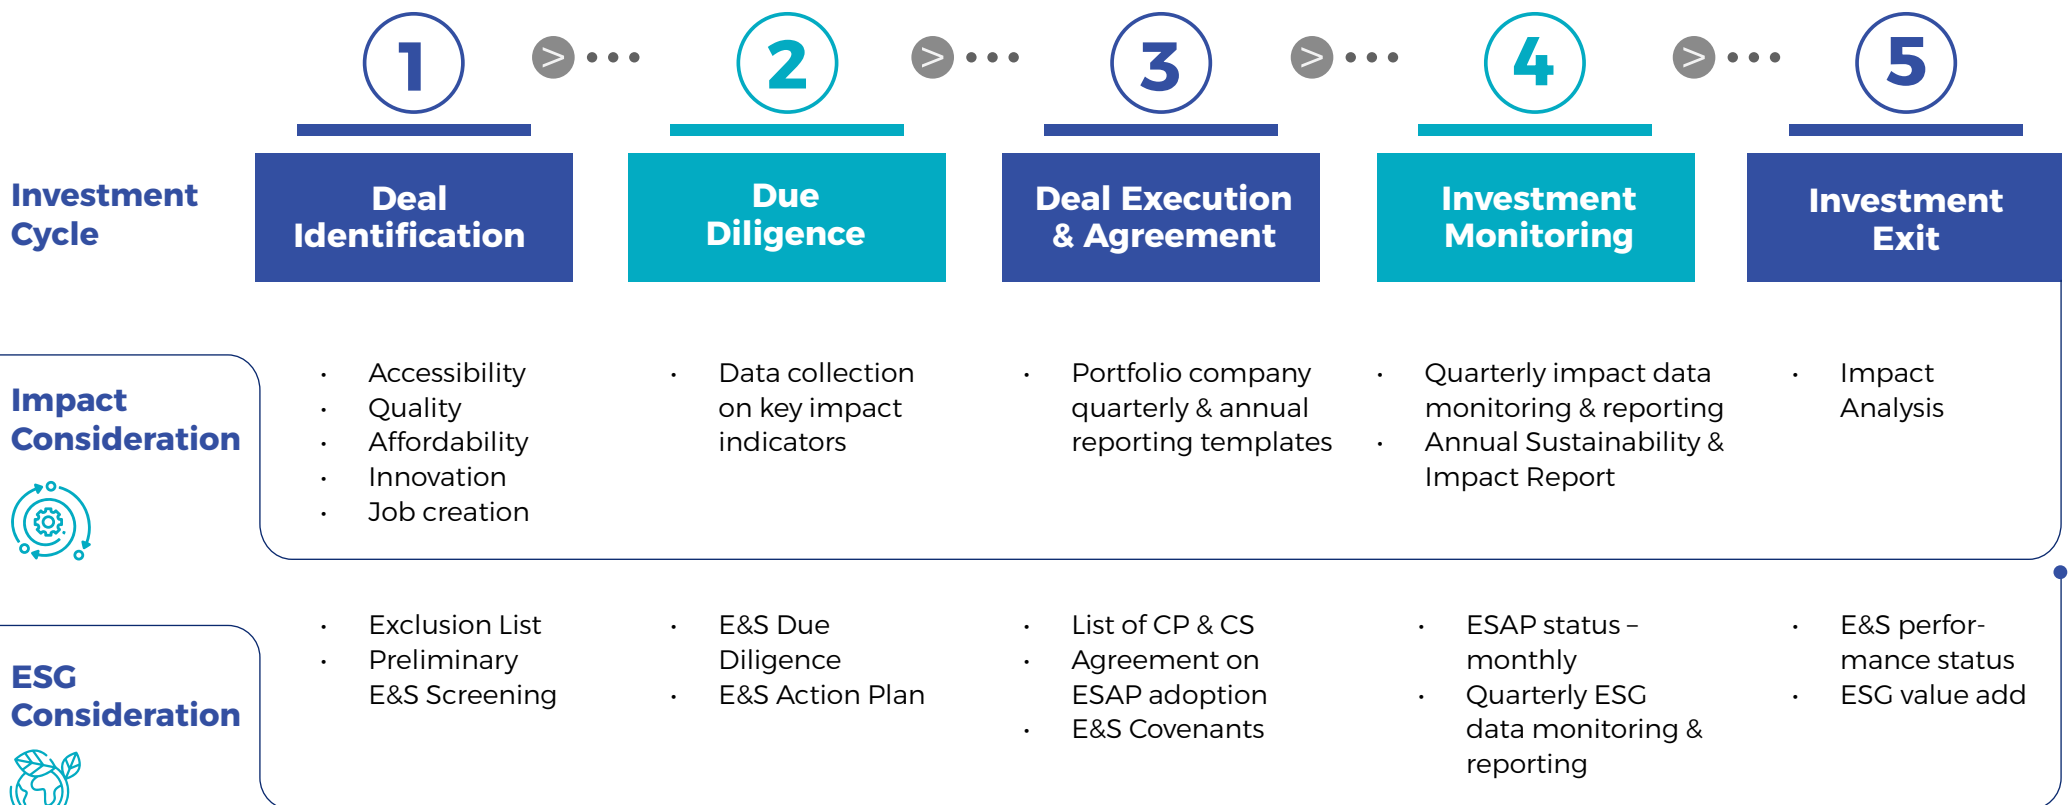 1
>
2
>
3
>
4
>
5
Investment
Cycle
Deal
Identification
Due
Diligence
Deal Execution
& Agreement
Investment
Monitoring
Investment
Exit
Impact
Consideration
• Accessibility
• Quality
• Affordability
• Innovation
• Job creation
• Data collection
on key impact
indicators
• Portfolio company
quarterly & annual
reporting templates
• Quarterly impact data
monitoring & reporting
• Annual Sustainability &
Impact Report
• Impact
Analysis
ESG
Consideration
• Exclusion List
• Preliminary
E&S Screening
• E&S Due
Diligence
• E&S Action Plan
• List of CP & CS
• Agreement on
ESAP adoption
• E&S Covenants
• ESAP status –
monthly
• Quarterly ESG
data monitoring &
reporting
• E&S perfor-
mance status
• ESG value add